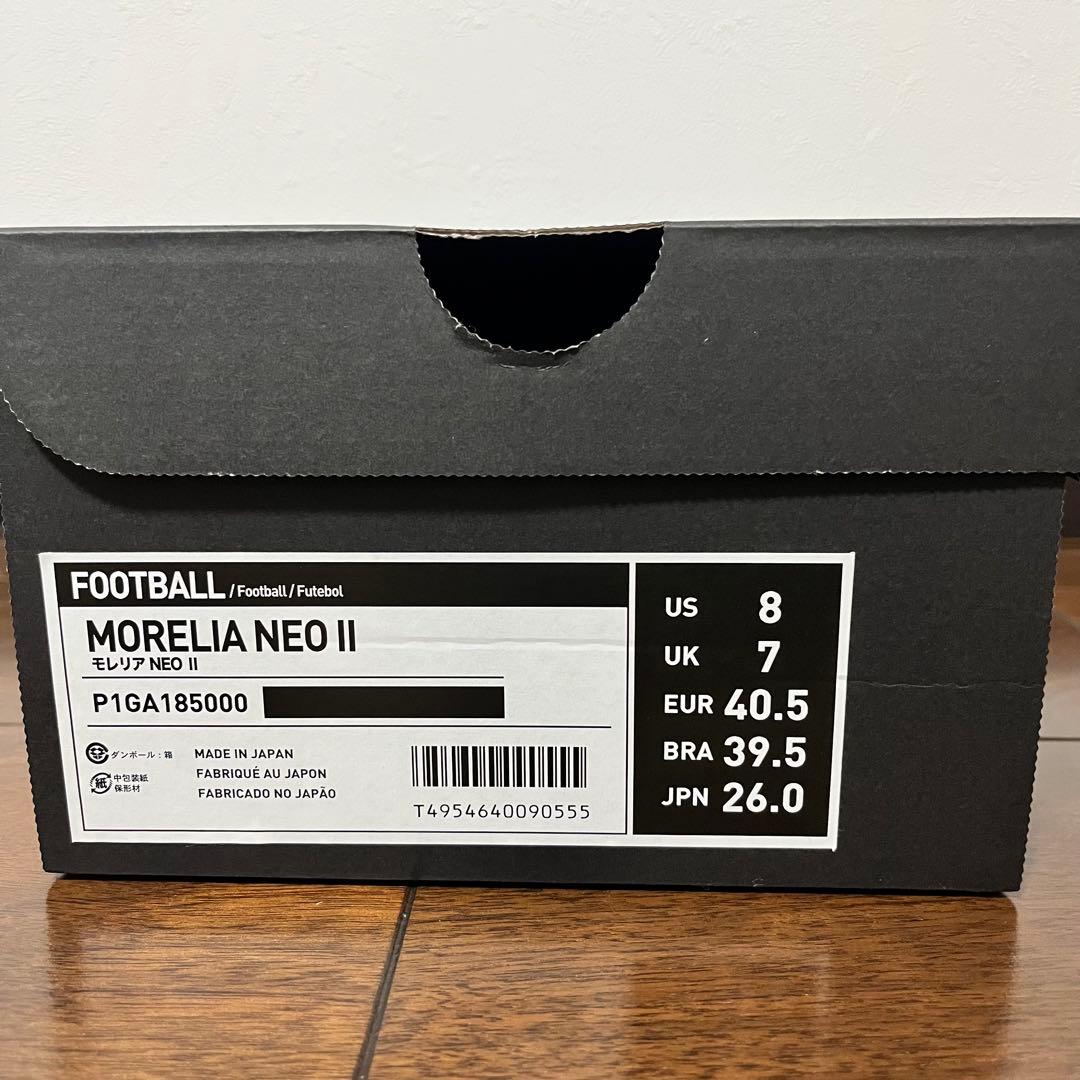 FOOTBALL / Football / Futebol
MORELIA NEO II
モレリア NEO II
P1GA185000
ダンボール：箱
紙 中包装紙
保形材
MADE IN JAPAN
FABRIQUÉ AU JAPON
FABRICADO NO JAPÃO
T4954640090555
US 8
UK 7
EUR 40.5
BRA 39.5
JPN 26.0